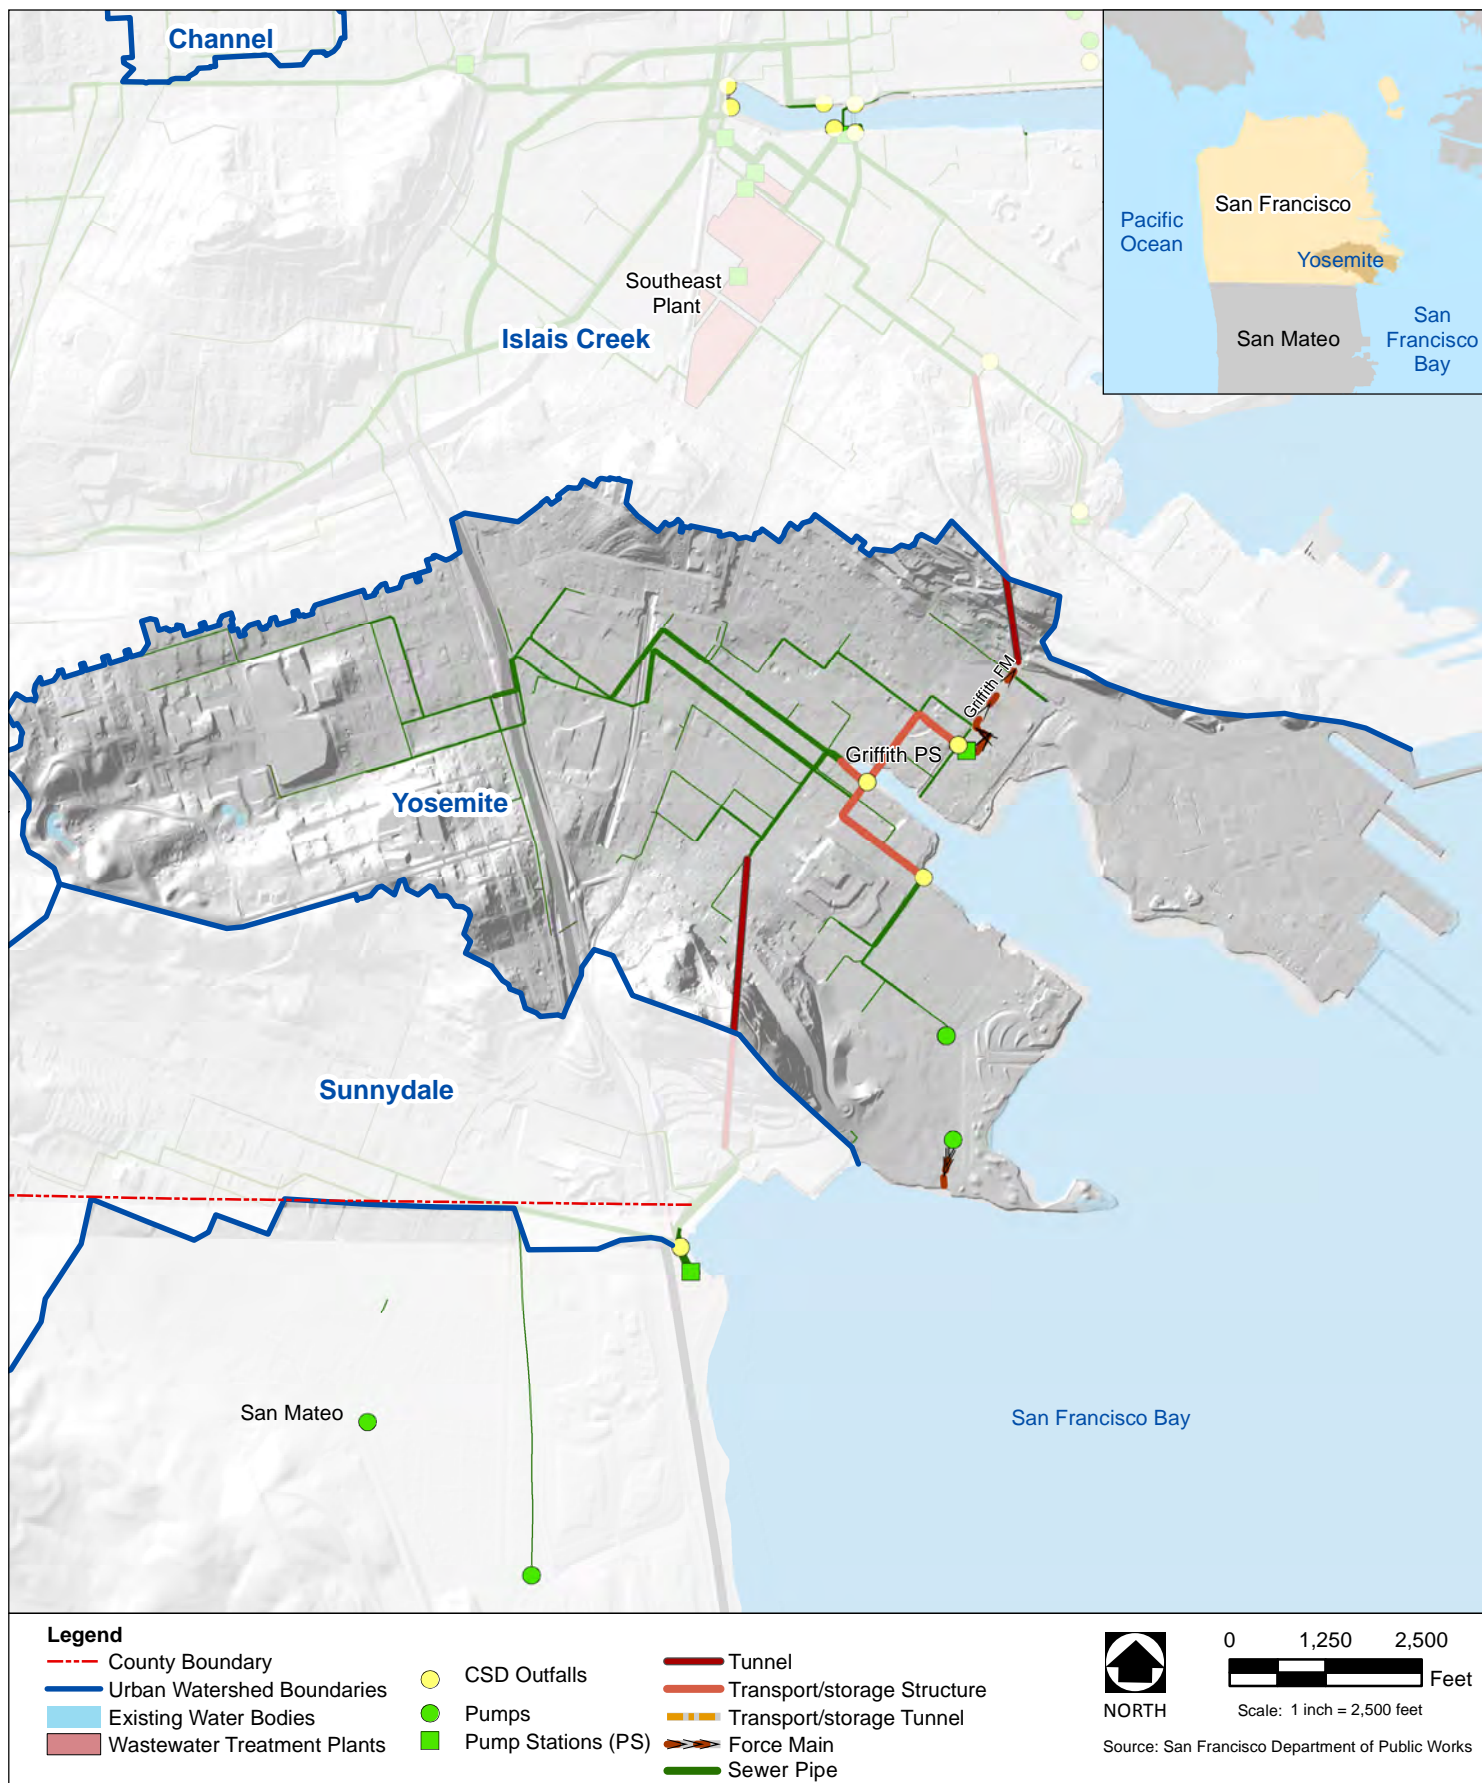 Channel
San Francisco
Pacific
Ocean
Yosemite
San
Francisco
Bay
San Mateo
Southeast
Plant
Islais Creek
Griffith FM
Griffith PS
Yosemite
Sunnydale
San Mateo
San Francisco Bay
Legend
County Boundary
Urban Watershed Boundaries
Existing Water Bodies
Wastewater Treatment Plants
CSD Outfalls
Pumps
Pump Stations (PS)
Tunnel
Transport/storage Structure
Transport/storage Tunnel
Force Main
Sewer Pipe
NORTH
0 1,250 2,500
Feet
Scale: 1 inch = 2,500 feet
Source: San Francisco Department of Public Works